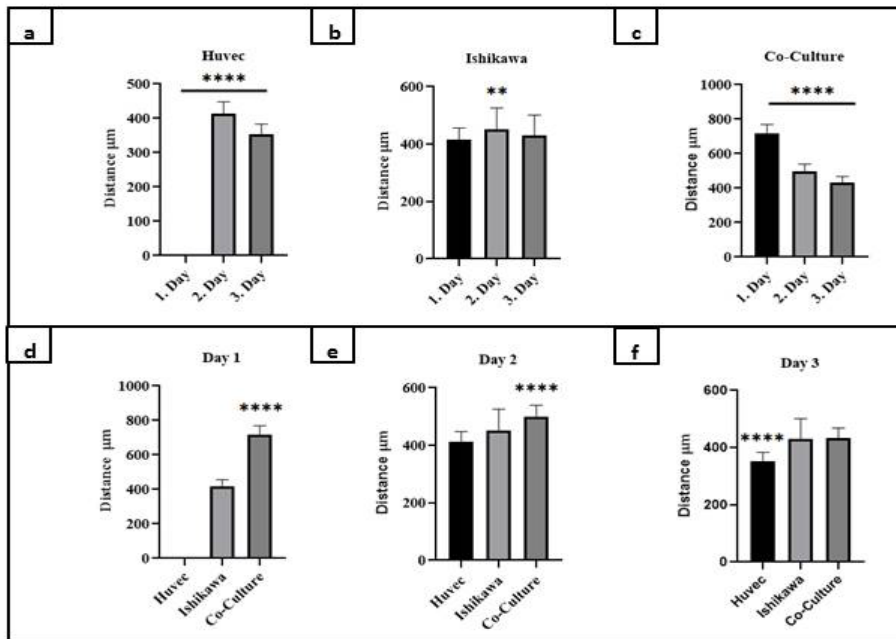 a
Huvec
****
500
400
300
200
100
0
Distance µm
1. Day
2. Day
3. Day
b
Ishikawa
**
600
400
200
0
Distance µm
1. Day
2. Day
3. Day
c
Co-Culture
****
1000
800
600
400
200
0
Distance µm
1. Day
2. Day
3. Day
d
Day 1
****
1000
800
600
400
200
0
Distance µm
Huvec
Ishikawa
Co-Culture
e
Day 2
****
600
400
200
0
Distance µm
Huvec
Ishikawa
Co-Culture
f
Day 3
****
600
400
200
0
Distance µm
Huvec
Ishikawa
Co-Culture